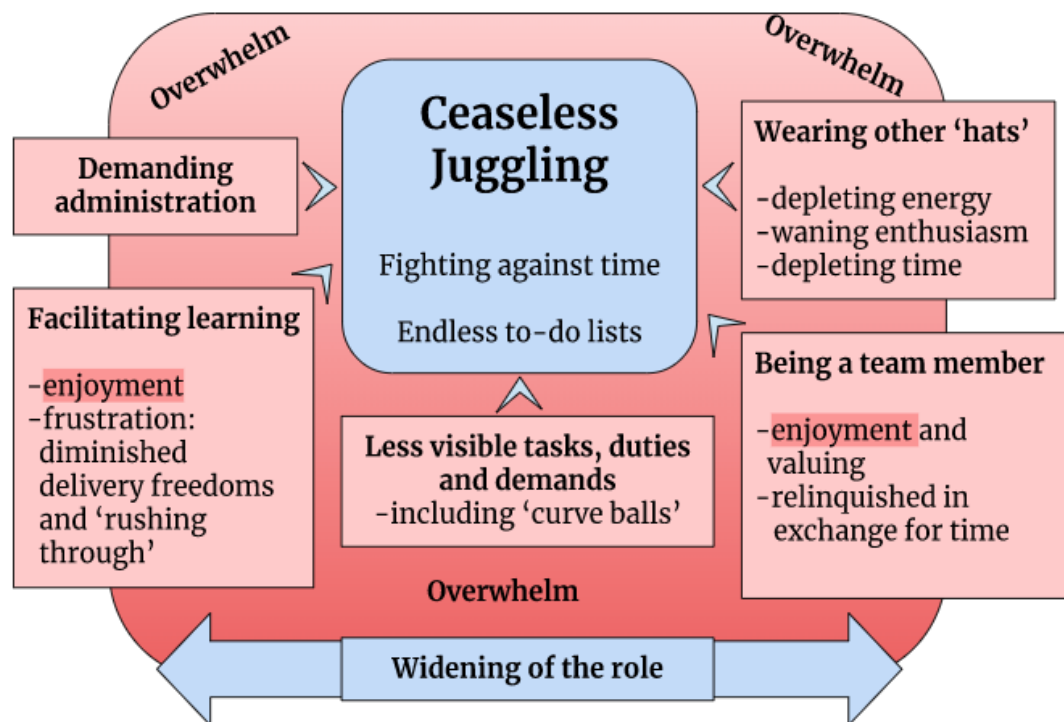 Overwhelm
Overwhelm
Ceaseless
Juggling
Fighting against time
Endless to-do lists
Demanding
administration
Wearing other ‘hats’
-depleting energy
-waning enthusiasm
-depleting time
Facilitating learning
-enjoyment
-frustration:
diminished
delivery freedoms
and ‘rushing
through’
Less visible tasks, duties
and demands
-including ‘curve balls’
Being a team member
-enjoyment and
valuing
-relinquished in
exchange for time
Overwhelm
Widening of the role